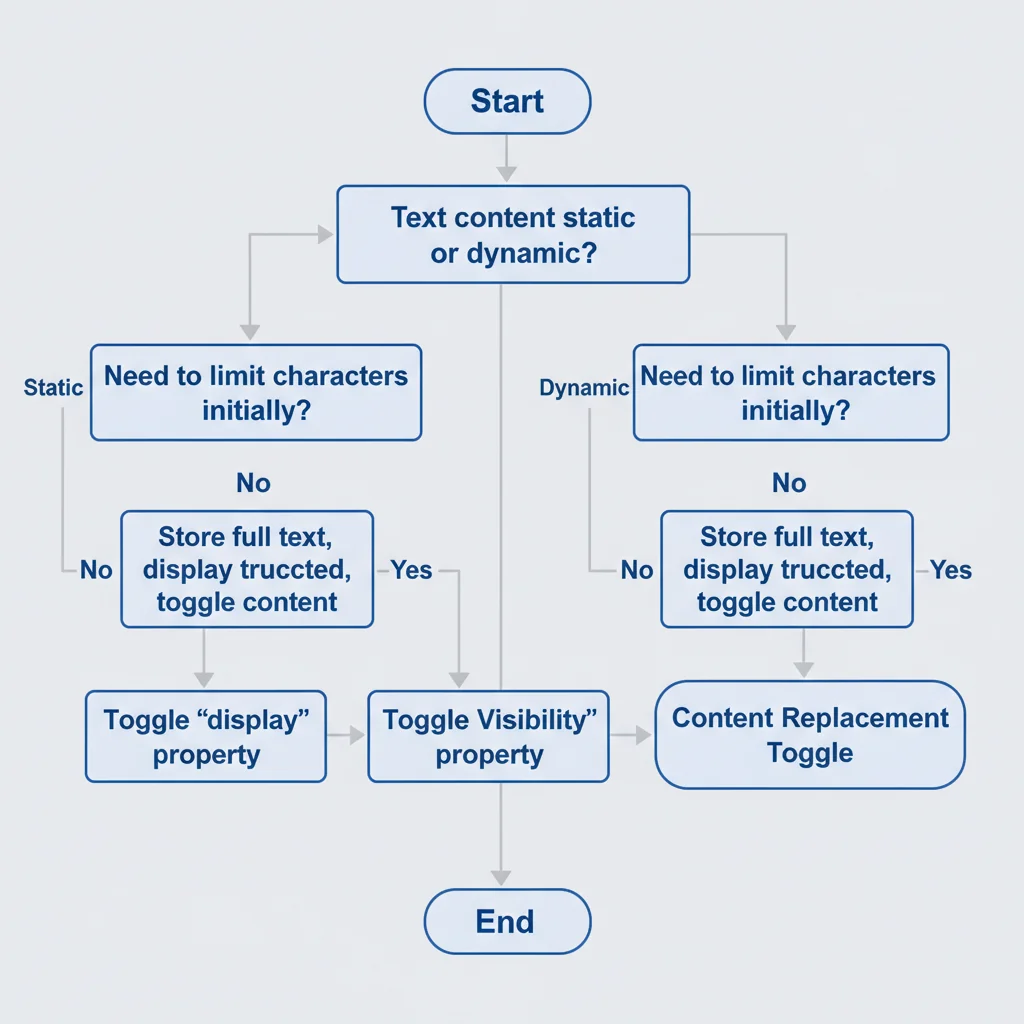 Start
Text content static
or dynamic?
Static
Need to limit characters
initially?
Dynamic
Need to limit characters
initially?
No
No
No
Store full text,
display truccted,
toggle content
Yes
No
Store full text,
display truccted,
toggle content
Yes
Toggle “display”
property
Toggle Visibility”
property
Content Replacement
Toggle
End